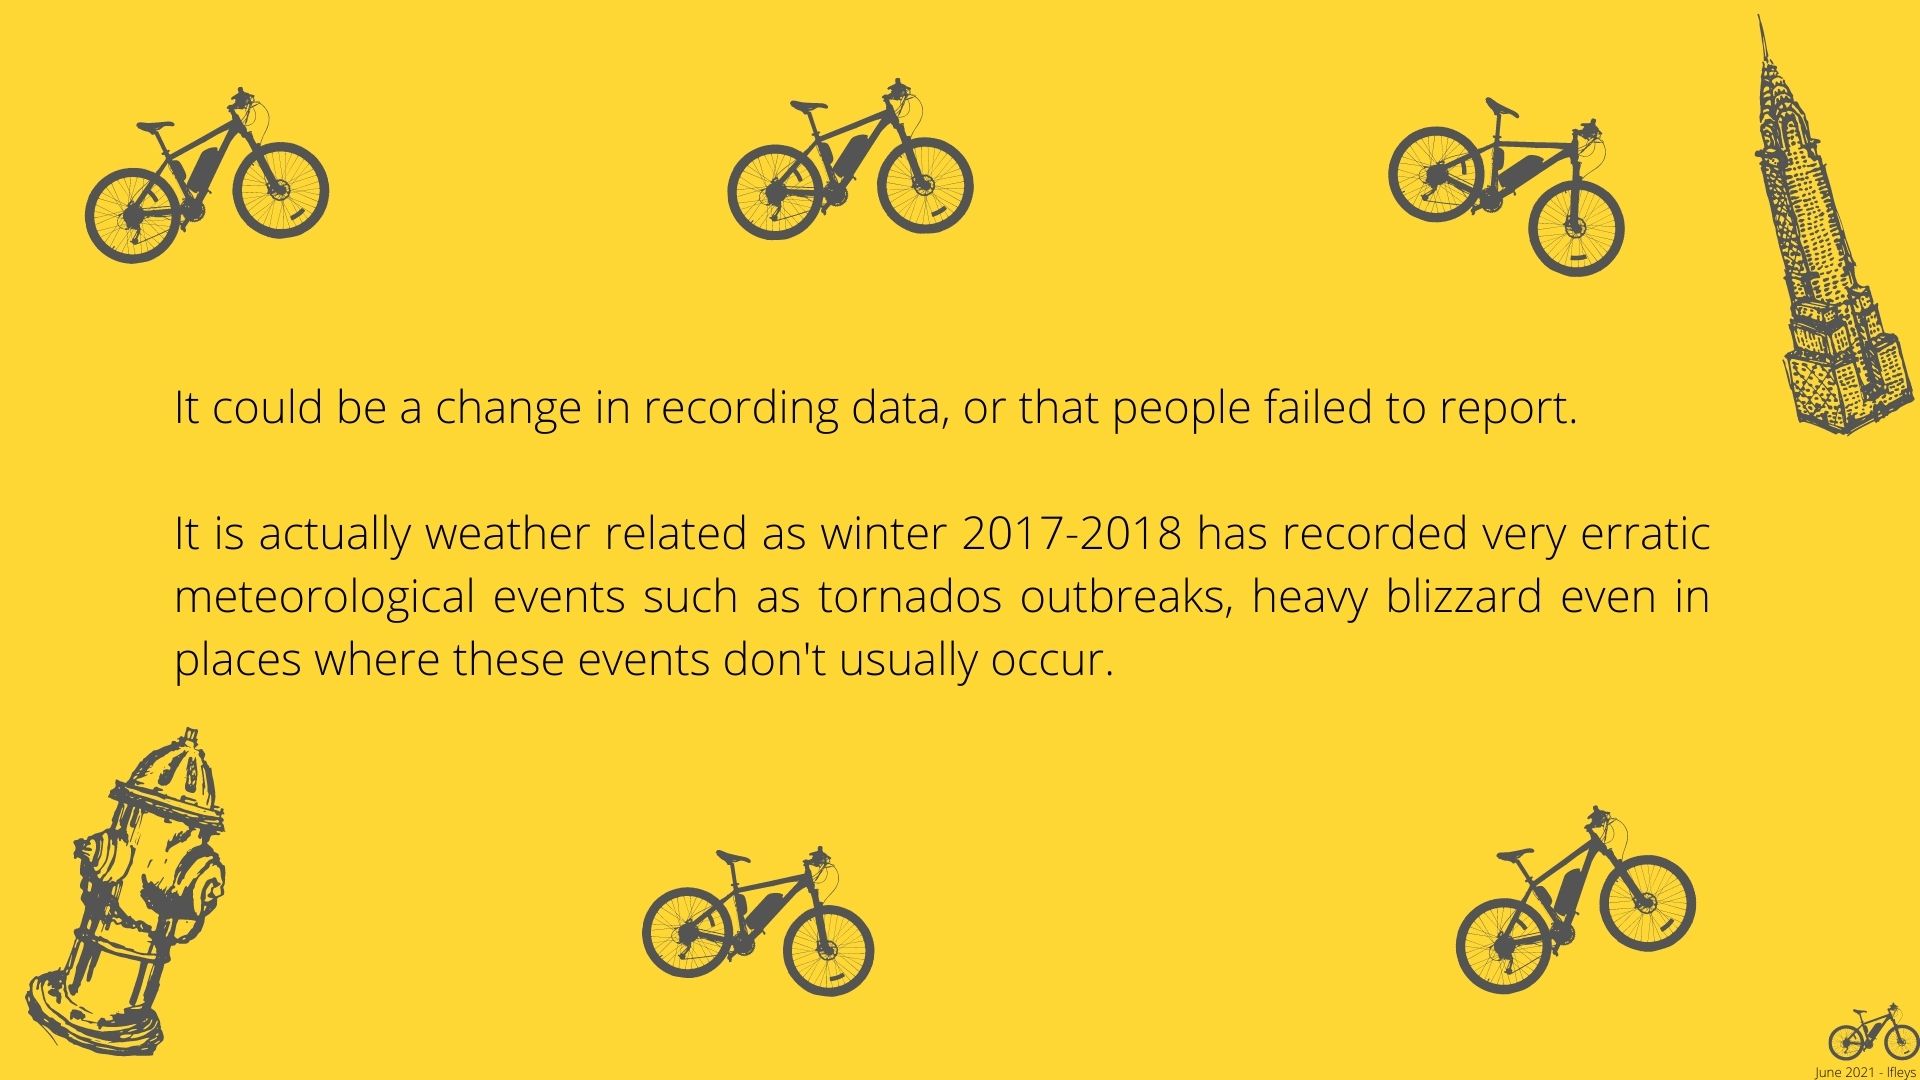 It could be a change in recording data, or that people failed to report.
It is actually weather related as winter 2017-2018 has recorded very erratic
meteorological events such as tornados outbreaks, heavy blizzard even in
places where these events don't usually occur.
June 2021 - Ifleys